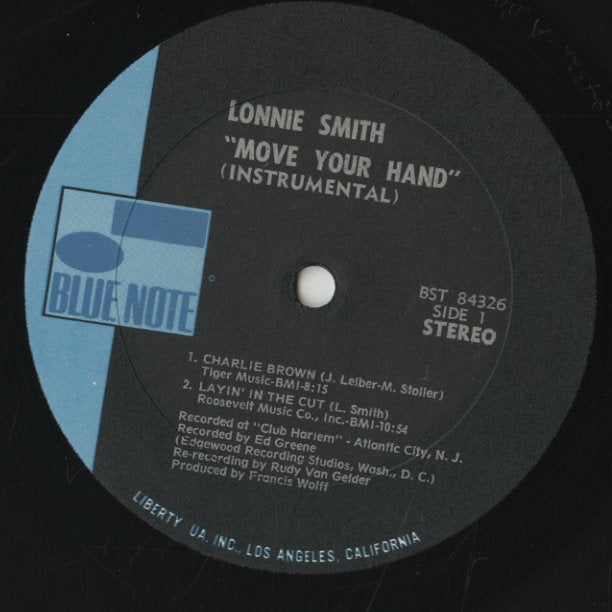 LONNIE SMITH
"MOVE YOUR HAND"
(INSTRUMENTAL)
BLUE NOTE
BST 84326
SIDE 1
STEREO
1. CHARLIE BROWN (J. Leiber-M. Stoller)
Tiger Music-BMI-8:15
2. LAYIN' IN THE CUT (L. Smith)
Roosevelt Music Co., Inc.-BMI-10:54
Recorded at "Club Harlem" - Atlantic City, N. J.
Recorded by Ed Greene
(Edgewood Recording Studios, Wash., D. C.)
Re-recording by Rudy Van Gelder
Produced by Francis Wolff
LIBERTY UA, INC., LOS ANGELES, CALIFORNIA